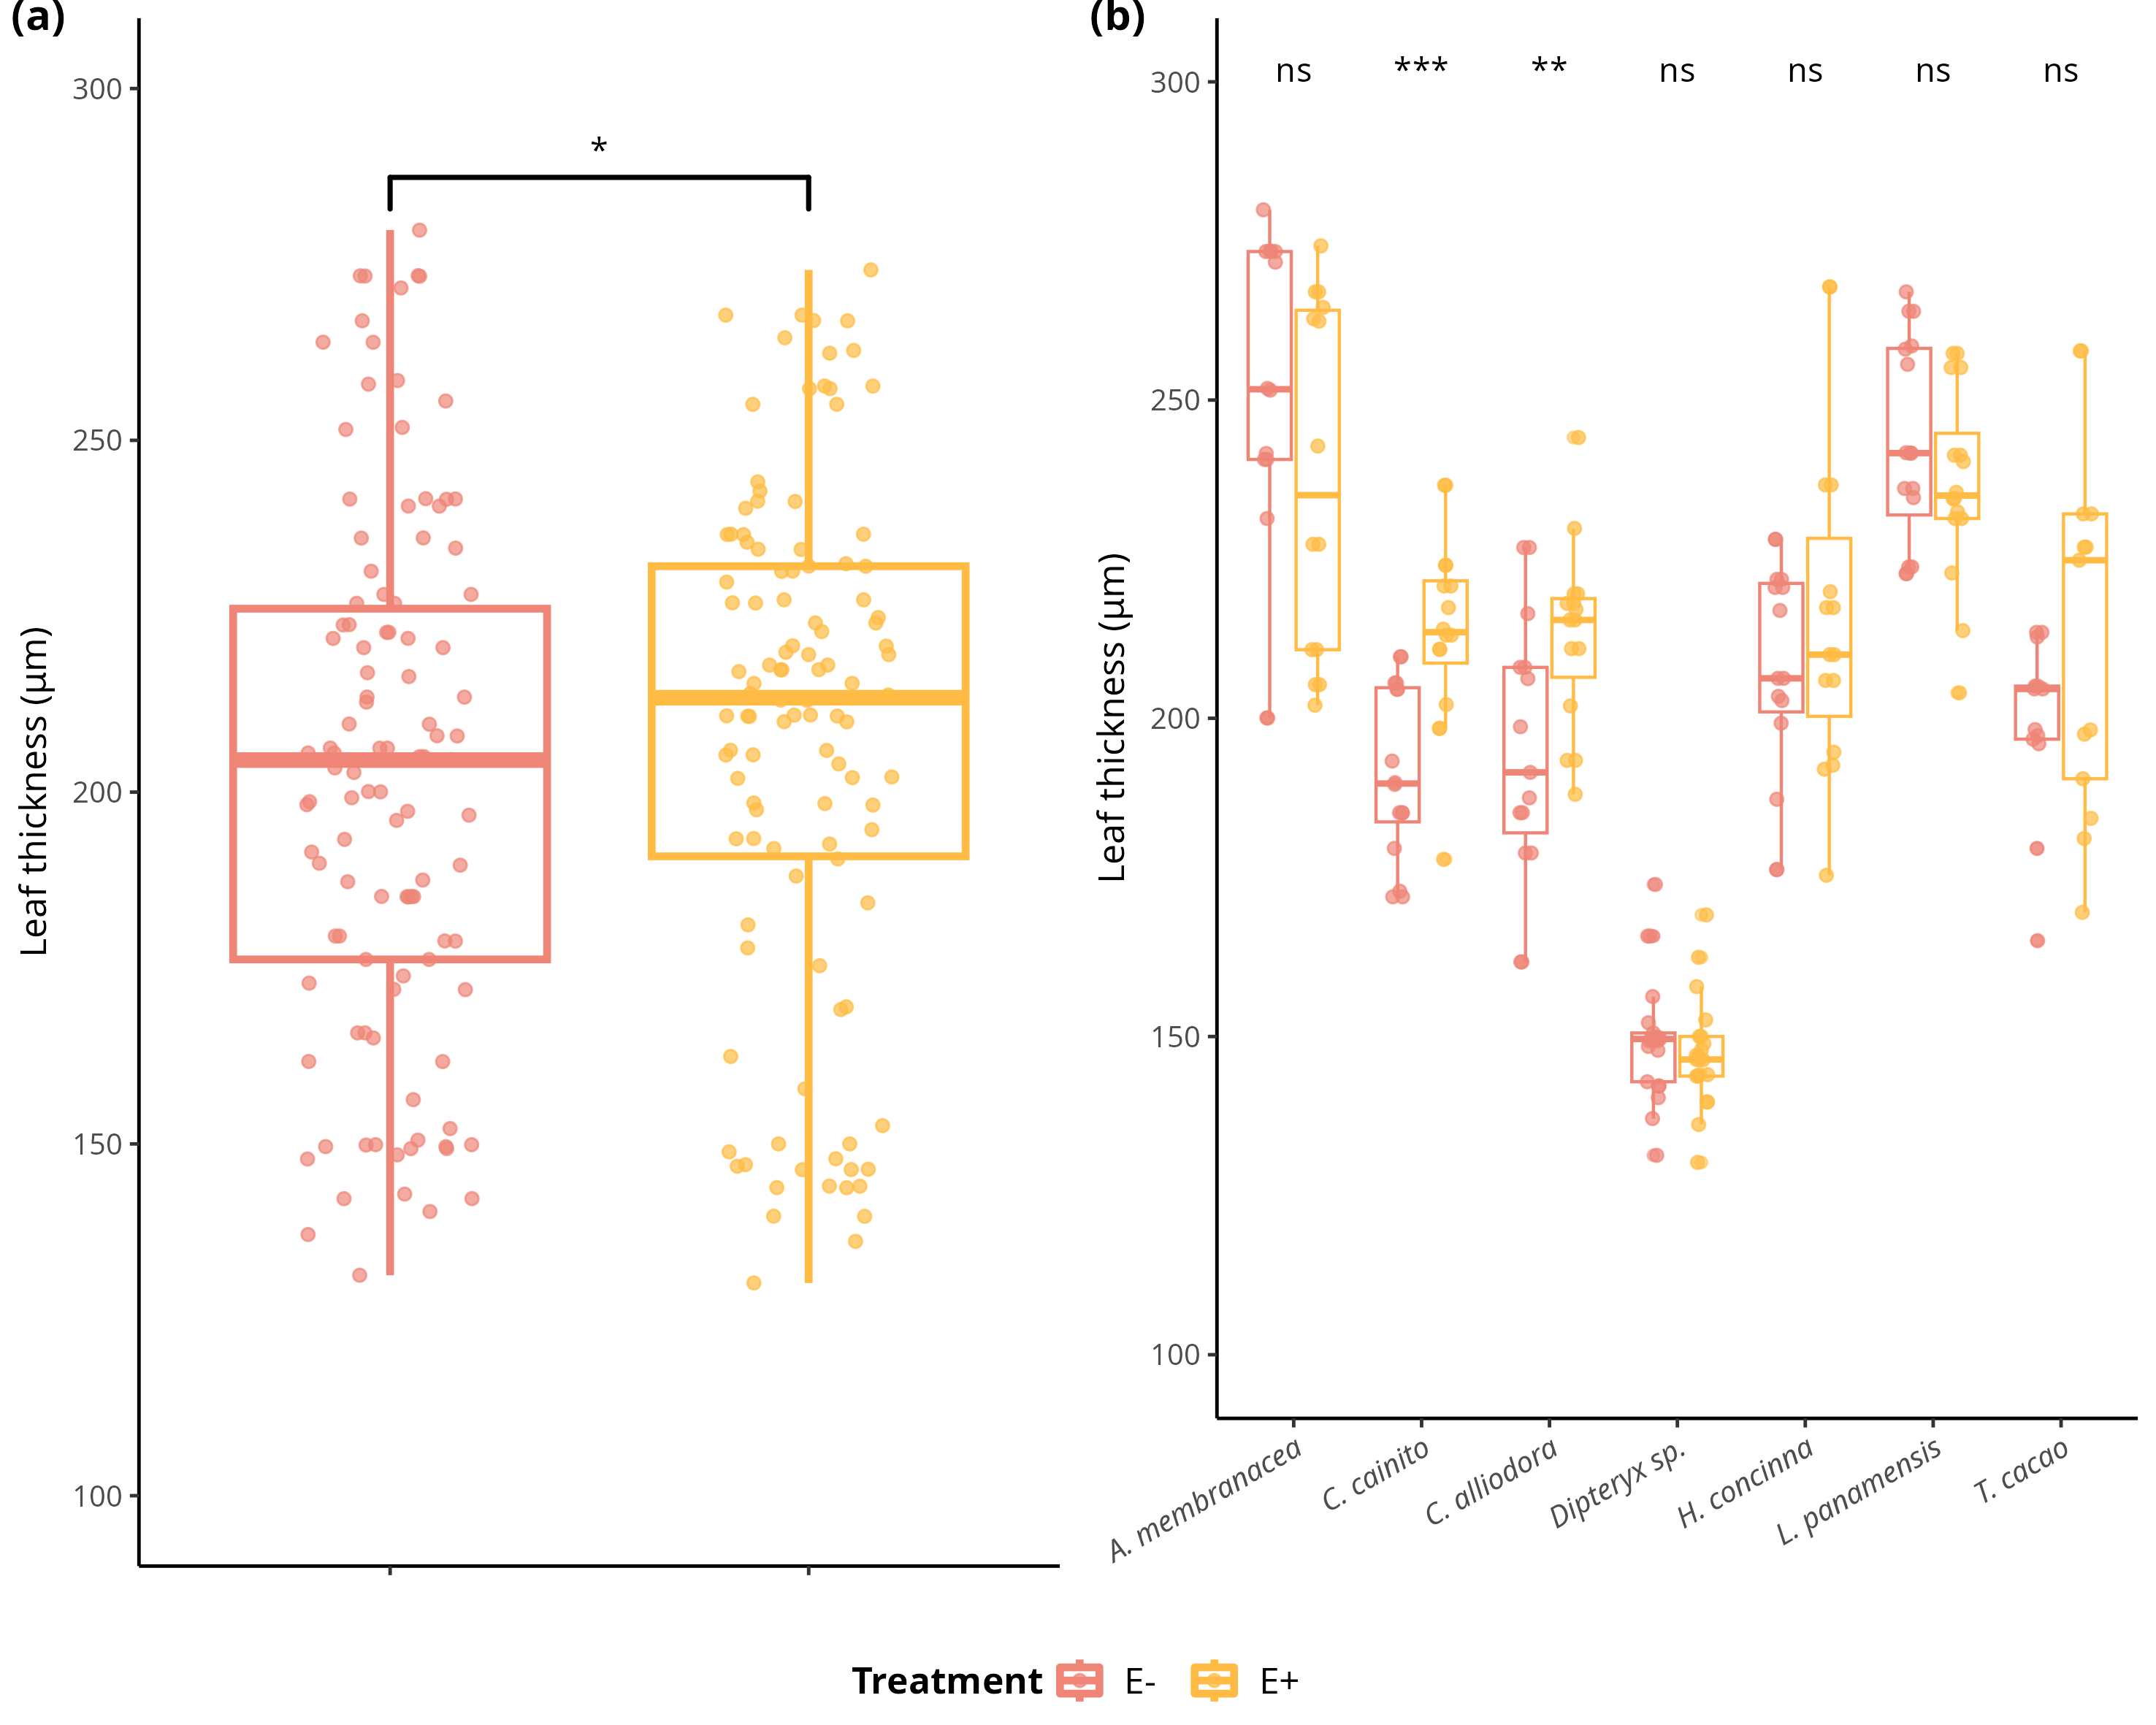 (a)
Leaf thickness (µm)
300
250
200
150
100
*
(b)
Leaf thickness (µm)
300
250
200
150
100
ns *** ** ns ns ns ns
A. membranacea
C. cainito
C. alliodora
Dipteryx sp.
H. concinna
L. panamensis
T. cacao
Treatment E- E+